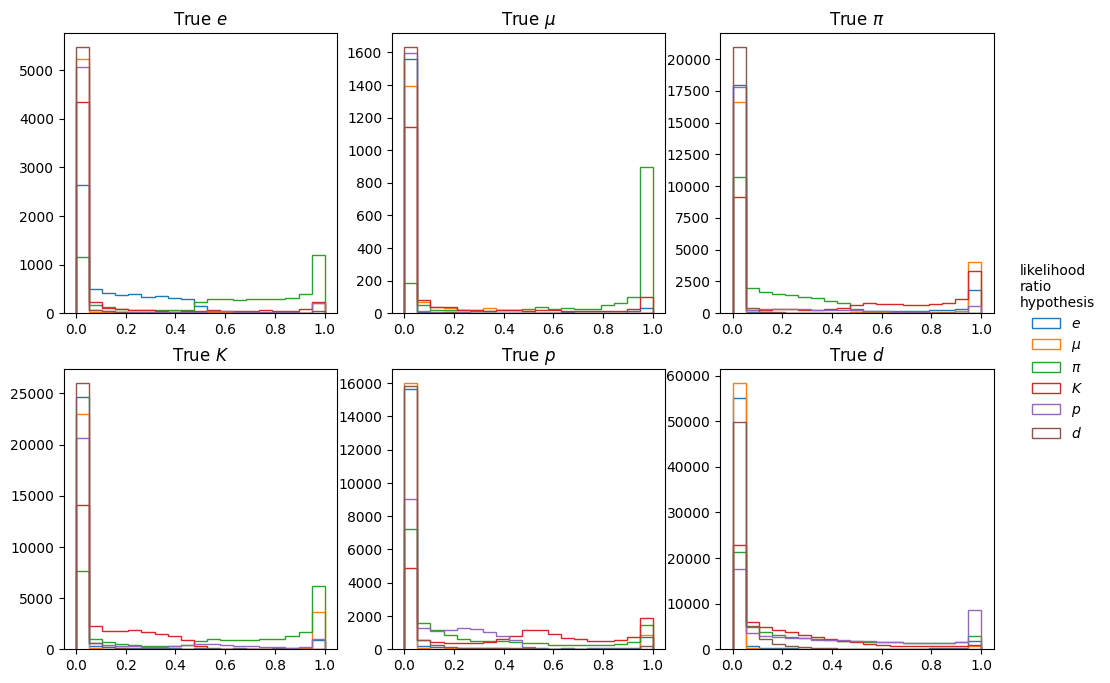 True e
True μ
True π
5000
4000
3000
2000
1000
0
0.0 0.2 0.4 0.6 0.8 1.0
1600
1400
1200
1000
800
600
400
200
0
0.0 0.2 0.4 0.6 0.8 1.0
20000
17500
15000
12500
10000
7500
5000
2500
0
0.0 0.2 0.4 0.6 0.8 1.0
True K
True p
True d
25000
20000
15000
10000
5000
0
0.0 0.2 0.4 0.6 0.8 1.0
16000
14000
12000
10000
8000
6000
4000
2000
0
0.0 0.2 0.4 0.6 0.8 1.0
60000
50000
40000
30000
20000
10000
0
0.0 0.2 0.4 0.6 0.8 1.0
likelihood
ratio
hypothesis
e
μ
π
K
p
d